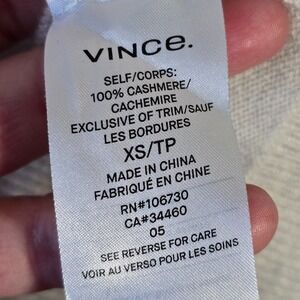 VINCE.
SELF/CORPS:
100% CASHMERE/
CACHEMIRE
EXCLUSIVE OF TRIM/SAUF
LES BORDURES
XS/TP
MADE IN CHINA
FABRIQUÉ EN CHINE
RN#106730
CA#34460
05
SEE REVERSE FOR CARE
VOIR AU VERSO POUR LES SOINS